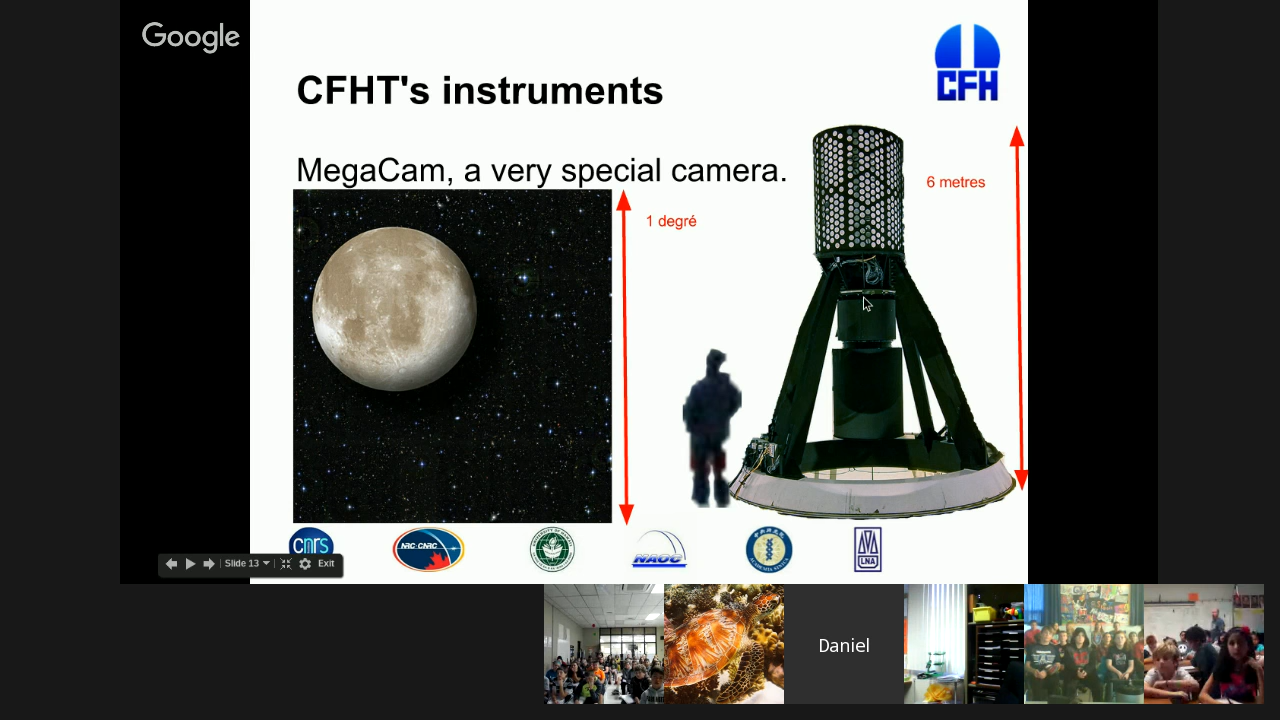 Google
CFH
CFHT's instruments
MegaCam, a very special camera.
6 metres
1 degré
cnrs
NRC·CNRC
NAOC
LNA
Slide 13
Exit
Daniel